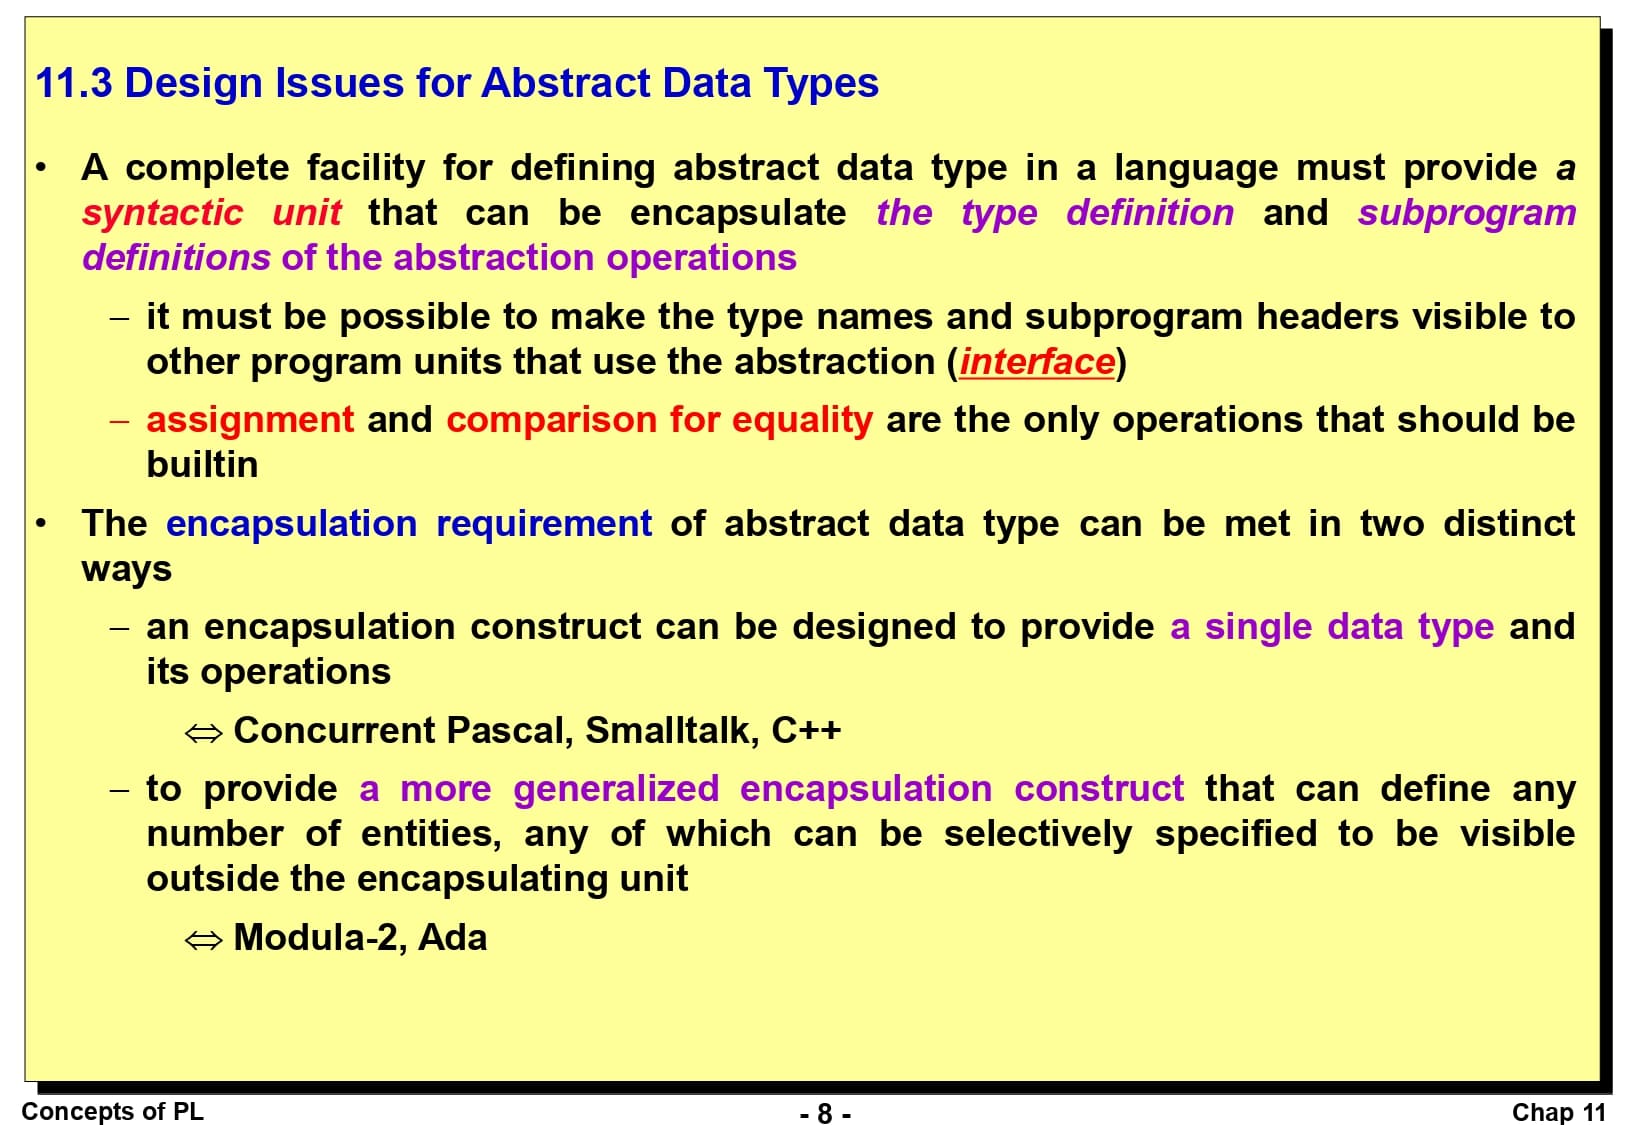 11.3 Design Issues for Abstract Data Types
• A complete facility for defining abstract data type in a language must provide a
syntactic unit that can be encapsulate the type definition and subprogram
definitions of the abstraction operations
– it must be possible to make the type names and subprogram headers visible to
other program units that use the abstraction (interface)
– assignment and comparison for equality are the only operations that should be
builtin
• The encapsulation requirement of abstract data type can be met in two distinct
ways
– an encapsulation construct can be designed to provide a single data type and
its operations
⇔ Concurrent Pascal, Smalltalk, C++
– to provide a more generalized encapsulation construct that can define any
number of entities, any of which can be selectively specified to be visible
outside the encapsulating unit
⇔ Modula-2, Ada
Concepts of PL
- 8 -
Chap 11